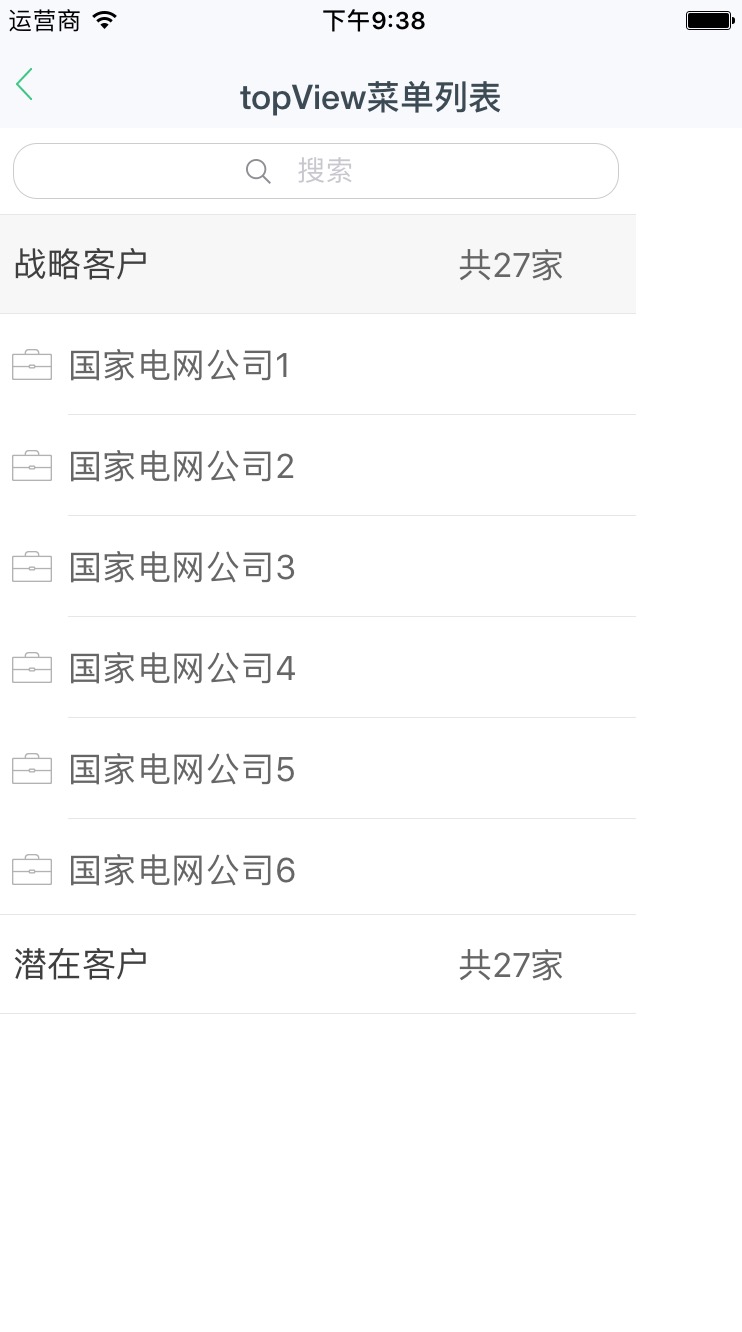 运营商 下午9:38
topView菜单列表
搜索
战略客户 共27家
国家电网公司1
国家电网公司2
国家电网公司3
国家电网公司4
国家电网公司5
国家电网公司6
潜在客户 共27家